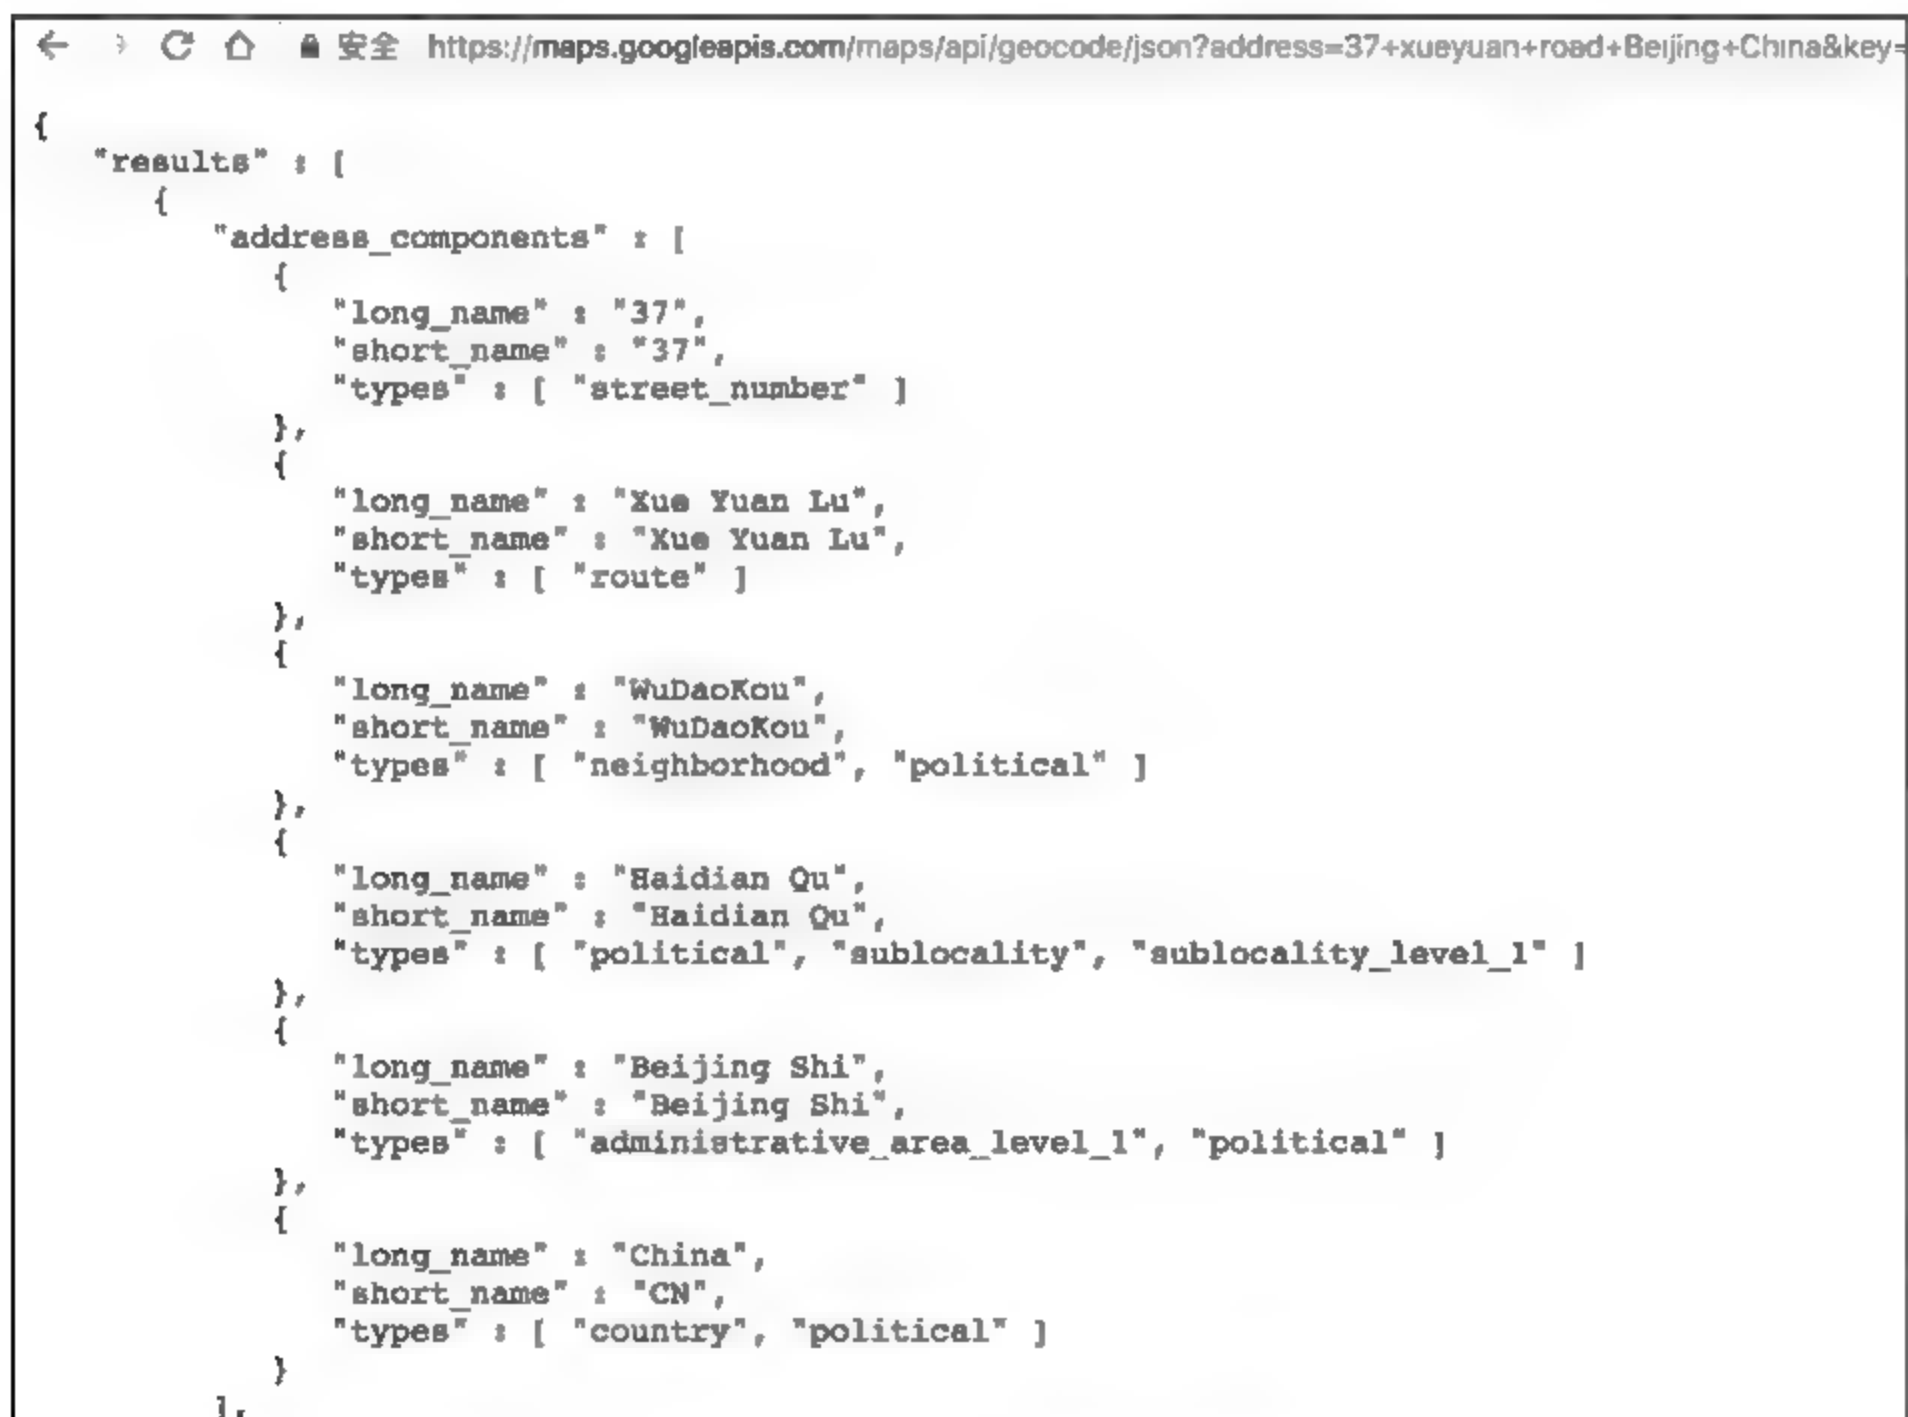 安全 https://maps.googleapis.com/maps/api/geocode/json?address=37+xueyuan+road+Beijing+China&key=
{
"results" : [
{
"address_components" : [
{
"long_name" : "37",
"short_name" : "37",
"types" : [ "street_number" ]
},
{
"long_name" : "Xue Yuan Lu",
"short_name" : "Xue Yuan Lu",
"types" : [ "route" ]
},
{
"long_name" : "WuDaoKou",
"short_name" : "WuDaoKou",
"types" : [ "neighborhood", "political" ]
},
{
"long_name" : "Haidian Qu",
"short_name" : "Haidian Qu",
"types" : [ "political", "sublocality", "sublocality_level_1" ]
},
{
"long_name" : "Beijing Shi",
"short_name" : "Beijing Shi",
"types" : [ "administrative_area_level_1", "political" ]
},
{
"long_name" : "China",
"short_name" : "CN",
"types" : [ "country", "political" ]
}
],